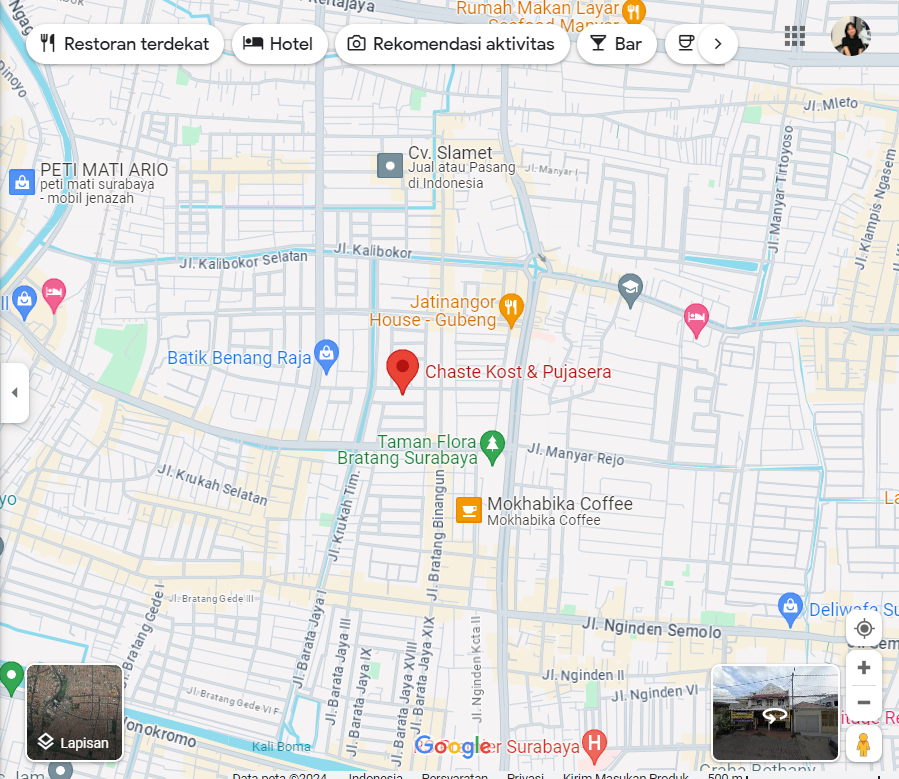 Kertajaya
Rumah Makan Layar
Seafood Manyar
Restoran terdekat
Hotel
Rekomendasi aktivitas
Bar
Jl. Mleto
Cv. Slamet
Jual atau Pasang
di Indonesia
Jl. Manyar I
PETI MATI ARIO
peti mati surabaya
- mobil jenazah
Jl. Manyar Tirtoyoso
Jl. Klampis Ngasem
Jl. Kalibokor
Jl. Kalibokor Selatan
Jatinangor
House - Gubeng
Batik Benang Raja
Chaste Kost & Pujasera
Taman Flora
Bratang Surabaya
Jl. Manyar Rejo
Jl. Krukah Selatan
Mokhabika Coffee
Mokhabika Coffee
Jl. Krukah Tim.
Jl. Bratang Binangun
Jl. Bratang Gede III
Jl. Bratang Gede I
Deliwafa Su
Jl. Nginden Semolo
Jl. Barata Jaya I
Jl. Barata Jaya III
Jl. Barata Jaya IX
Jl. Barata Jaya XVIII
Jl. Barata Jaya XIX
Jl. Nginden Kota II
Jl. Nginden II
Jl. Nginden VI
Jl. Bratang Gede VI F
Lapisan
Kali Boma
Google
er Surabaya
H
Graha Bethany
Data peta ©2024
Indonesia
Persyaratan
Privasi
Kirim Masukan Produk
500 m